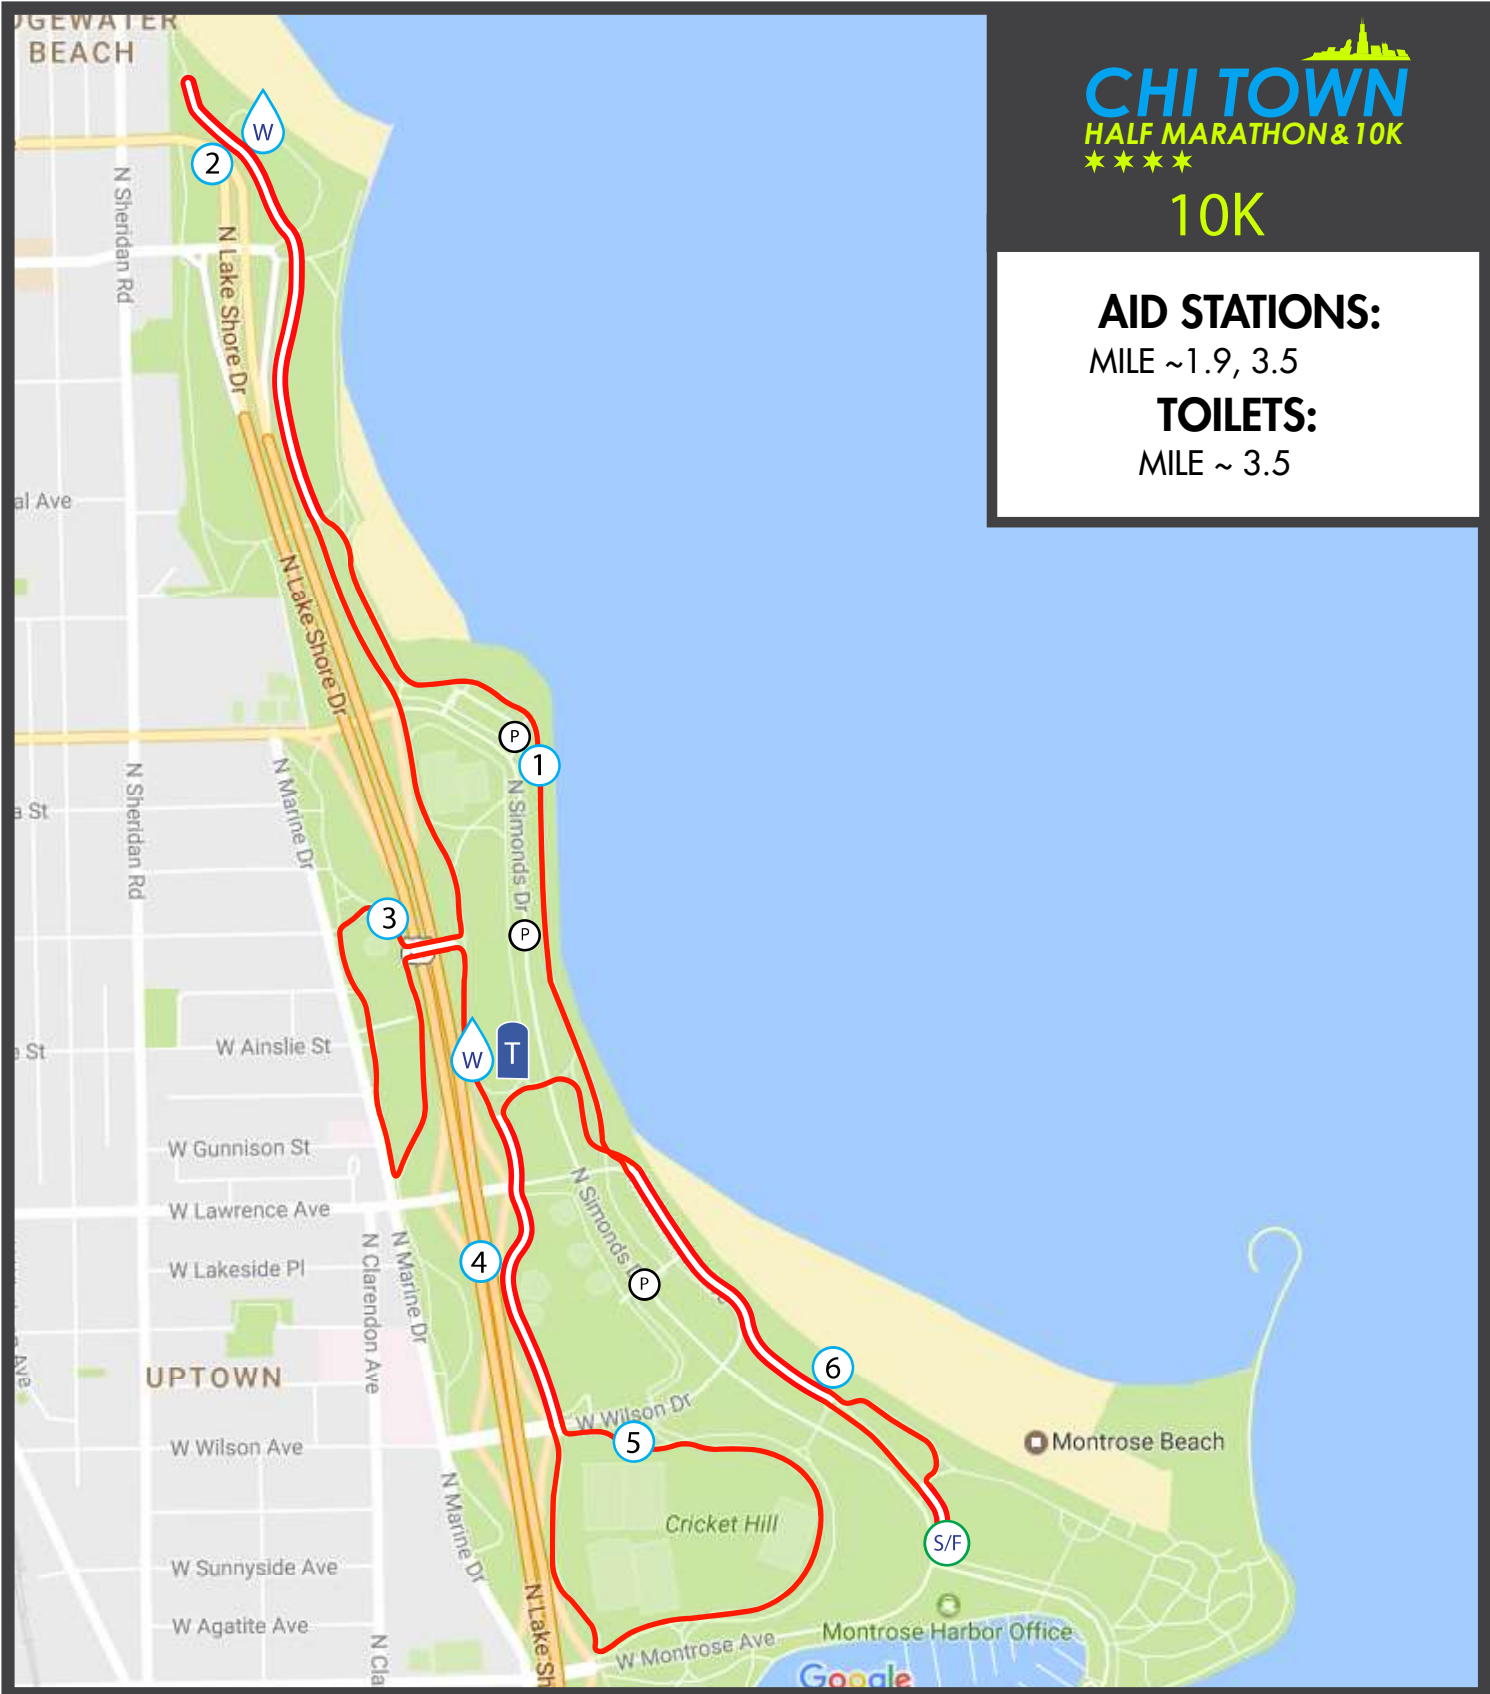 DGEWATER
BEACH
CHI TOWN
HALF MARATHON & 10K
10K
AID STATIONS:
MILE ~1.9, 3.5
TOILETS:
MILE ~ 3.5
W
2
N Sheridan Rd
N Lake Shore Dr
al Ave
N Lake Shore Dr
P
1
N Sheridan Rd
N Marine Dr
N Simonds Dr
a St
3
P
W Ainslie St
e St
W
T
W Gunnison St
W Lawrence Ave
N Simonds
N Clarendon Ave
N Marine Dr
4
W Lakeside Pl
P
Ave
UPTOWN
6
W Wilson Dr
W Wilson Ave
5
Montrose Beach
N Marine Dr
Cricket Hill
S/F
W Sunnyside Ave
N Lake Sh
W Agatite Ave
N Cla
Montrose Harbor Office
W Montrose Ave
Google